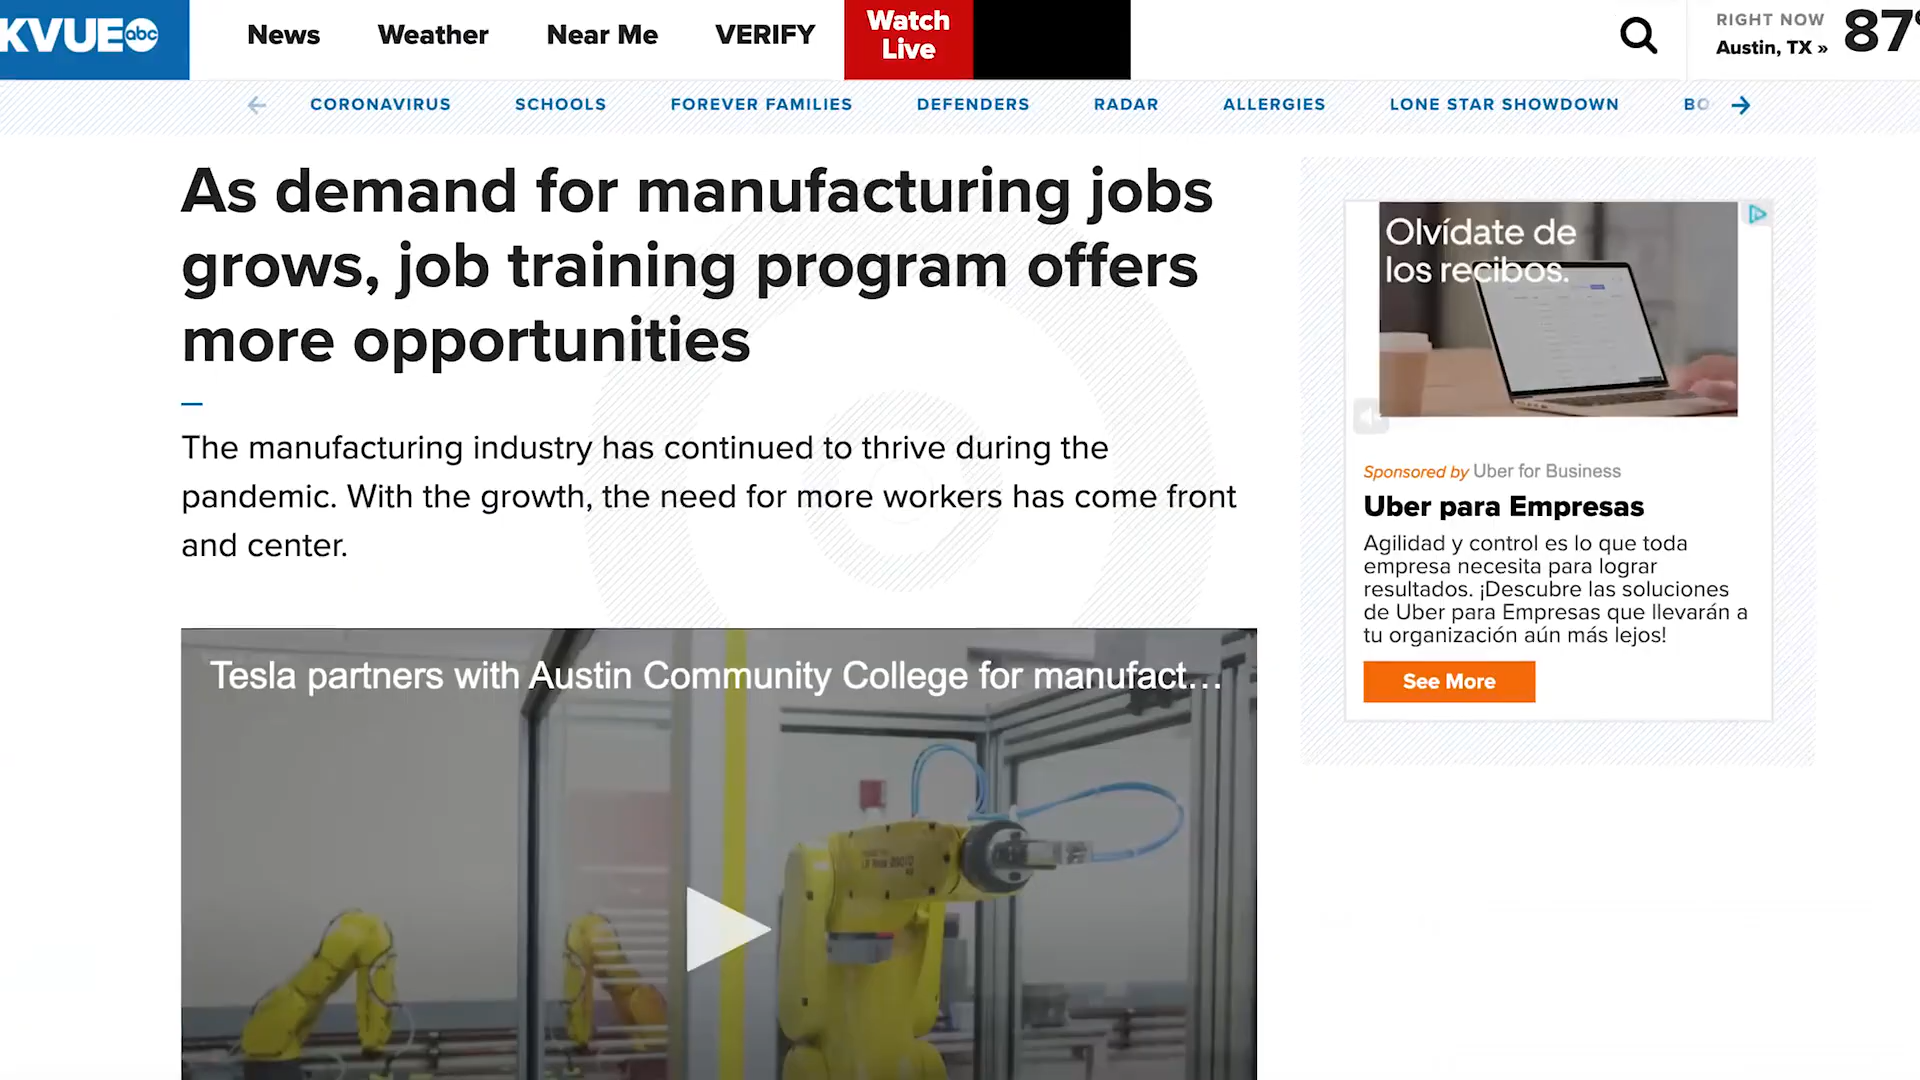 KVUE abc
News
Weather
Near Me
VERIFY
Watch
Live
RIGHT NOW
Austin, TX »
87°
CORONAVIRUS
SCHOOLS
FOREVER FAMILIES
DEFENDERS
RADAR
ALLERGIES
LONE STAR SHOWDOWN
BO
As demand for manufacturing jobs
grows, job training program offers
more opportunities
The manufacturing industry has continued to thrive during the
pandemic. With the growth, the need for more workers has come front
and center.
Tesla partners with Austin Community College for manufact...
Olvídate de
los recibos.
Sponsored by Uber for Business
Uber para Empresas
Agilidad y control es lo que toda
empresa necesita para lograr
resultados. ¡Descubre las soluciones
de Uber para Empresas que llevarán a
tu organización aún más lejos!
See More